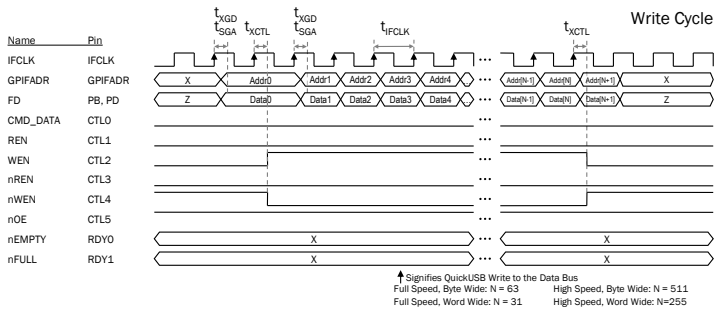 Write Cycle
tXGD tXGD
tSGA tXCTL tSGA tIFCLK tXCTL
Name Pin
IFCLK IFCLK ...
GPIFADR GPIFADR X Addr0 Addr1 Addr2 Addr3 Addr4 ... ... Addr[N-1] Addr[N] Addr[N+1] X
FD PB, PD Z Data0 Data1 Data2 Data3 Data4 ... ... Data[N-1] Data[N] Data[N+1] Z
CMD_DATA CTL0 ...
REN CTL1 ...
WEN CTL2 ...
nREN CTL3 ...
nWEN CTL4 ...
nOE CTL5 ...
nEMPTY RDY0 X ... X
nFULL RDY1 X ... X
Signifies QuickUSB Write to the Data Bus
Full Speed, Byte Wide: N = 63 High Speed, Byte Wide: N = 511
Full Speed, Word Wide: N = 31 High Speed, Word Wide: N=255